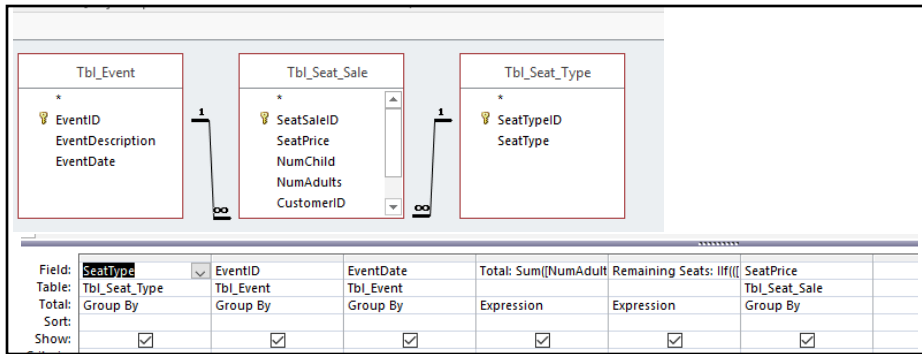 Tbl_Event
*
EventID
EventDescription
EventDate
1
∞
Tbl_Seat_Sale
*
SeatSaleID
SeatPrice
NumChild
NumAdults
CustomerID
1
∞
Tbl_Seat_Type
*
SeatTypeID
SeatType
Field: SeatType EventID EventDate Total: Sum([NumAdult Remaining Seats: IIf(([ SeatPrice
Table: Tbl_Seat_Type Tbl_Event Tbl_Event Tbl_Seat_Sale
Total: Group By Group By Group By Expression Expression Group By
Sort:
Show: